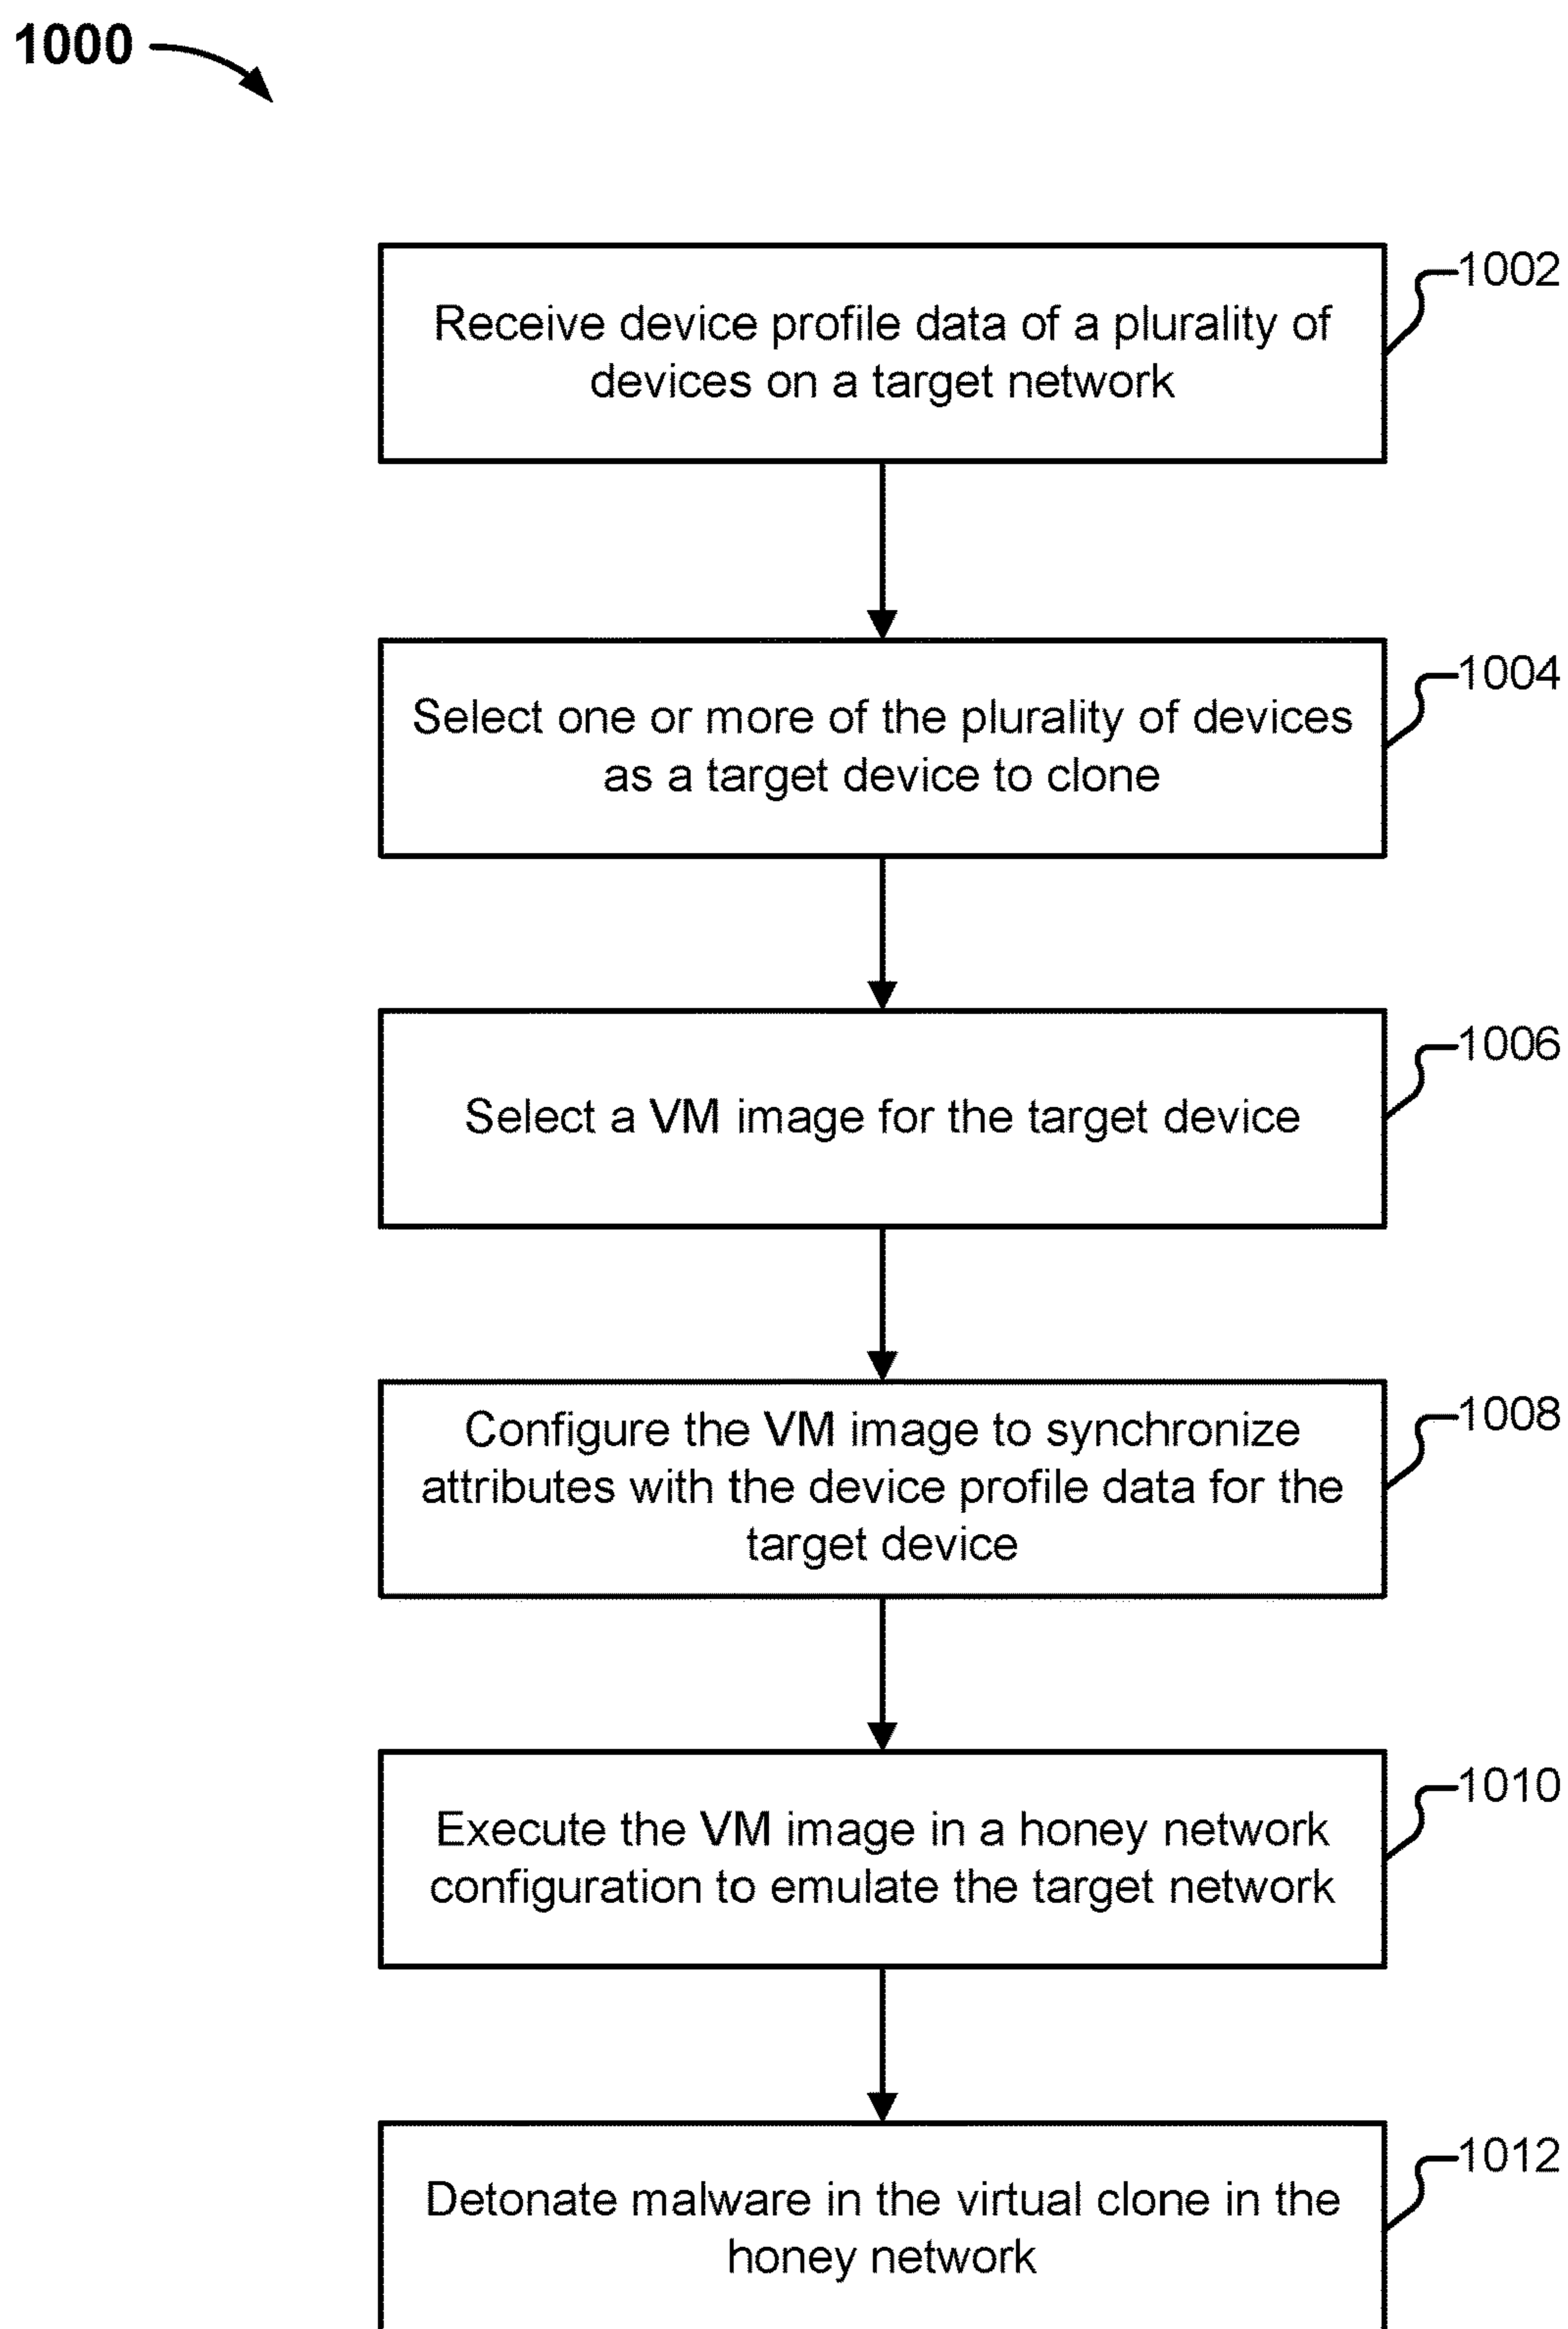 1000
Receive device profile data of a plurality of
devices on a target network
1002
Select one or more of the plurality of devices
as a target device to clone
1004
Select a VM image for the target device
1006
Configure the VM image to synchronize
attributes with the device profile data for the
target device
1008
Execute the VM image in a honey network
configuration to emulate the target network
1010
Detonate malware in the virtual clone in the
honey network
1012